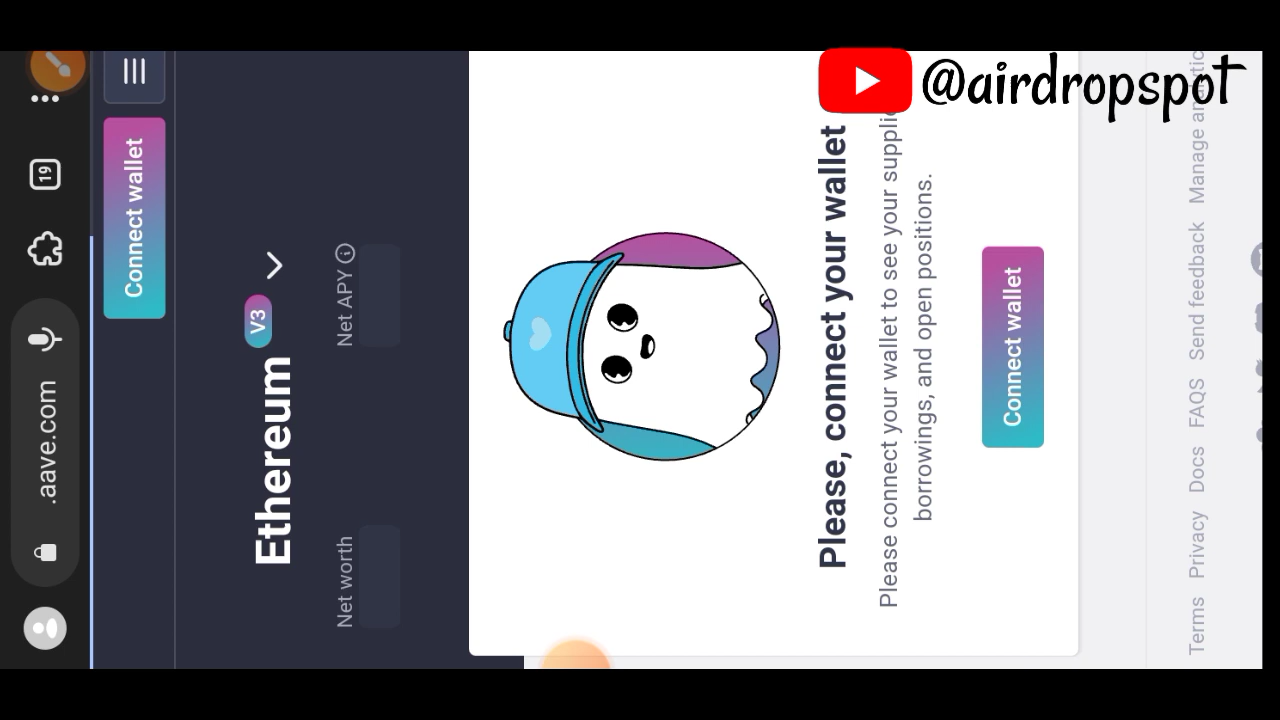 @airdropspot
19
.aave.com
Connect wallet
Ethereum V3
Net worth
Net APY
Please, connect your wallet
Please connect your wallet to see your
borrowings, and open positions.
Connect wallet
Terms Privacy Docs FAQS Send feedback Manage